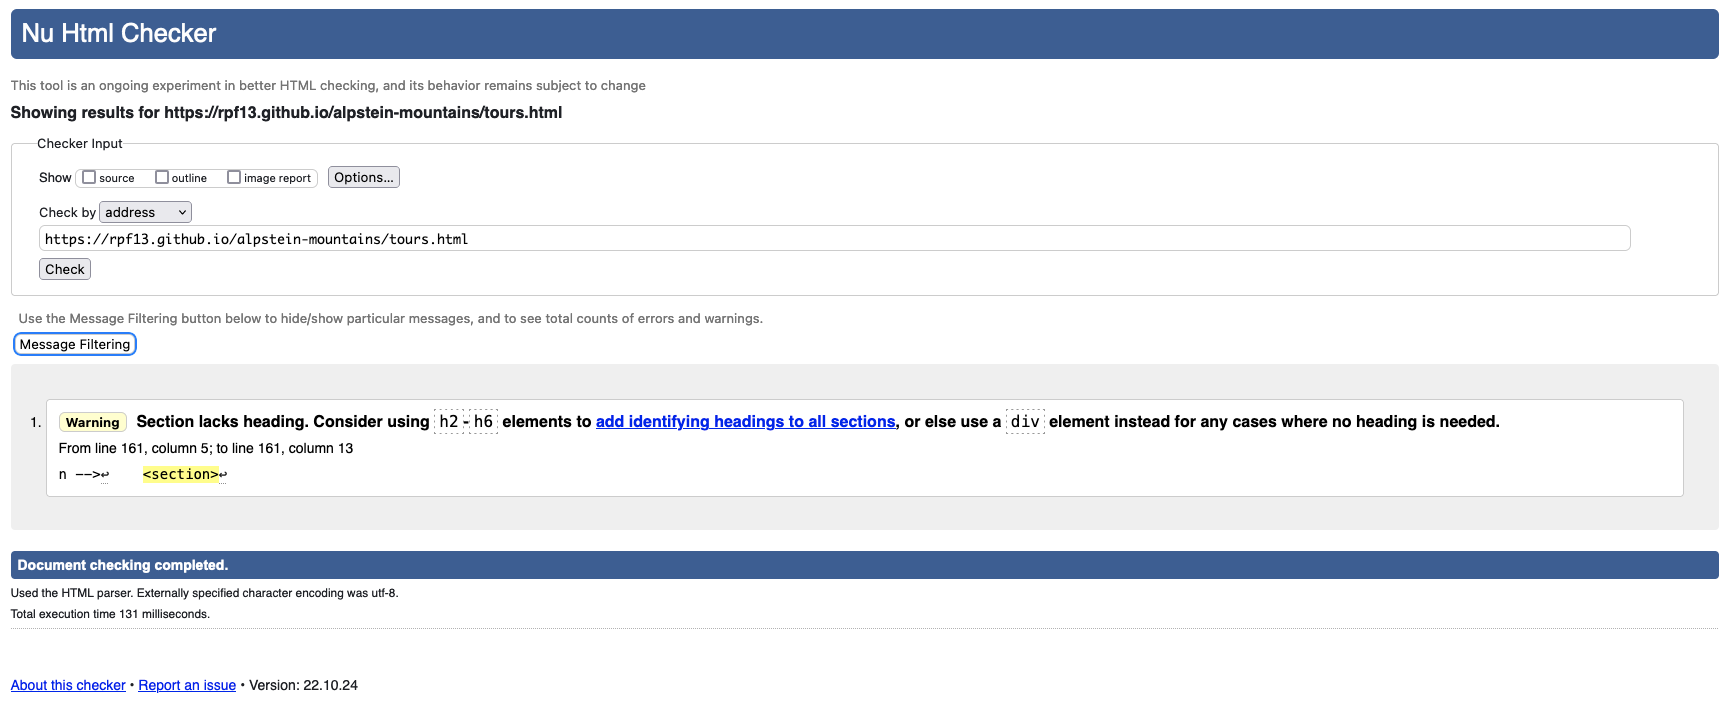 Nu Html Checker
This tool is an ongoing experiment in better HTML checking, and its behavior remains subject to change
Showing results for https://rpf13.github.io/alpstein-mountains/tours.html
Checker Input
Show source outline image report Options...
Check by address
https://rpf13.github.io/alpstein-mountains/tours.html
Check
Use the Message Filtering button below to hide/show particular messages, and to see total counts of errors and warnings.
Message Filtering
1. Warning Section lacks heading. Consider using h2-h6 elements to add identifying headings to all sections, or else use a div element instead for any cases where no heading is needed.
From line 161, column 5; to line 161, column 13
n -->↩ <section>↩
Document checking completed.
Used the HTML parser. Externally specified character encoding was utf-8.
Total execution time 131 milliseconds.
About this checker • Report an issue • Version: 22.10.24